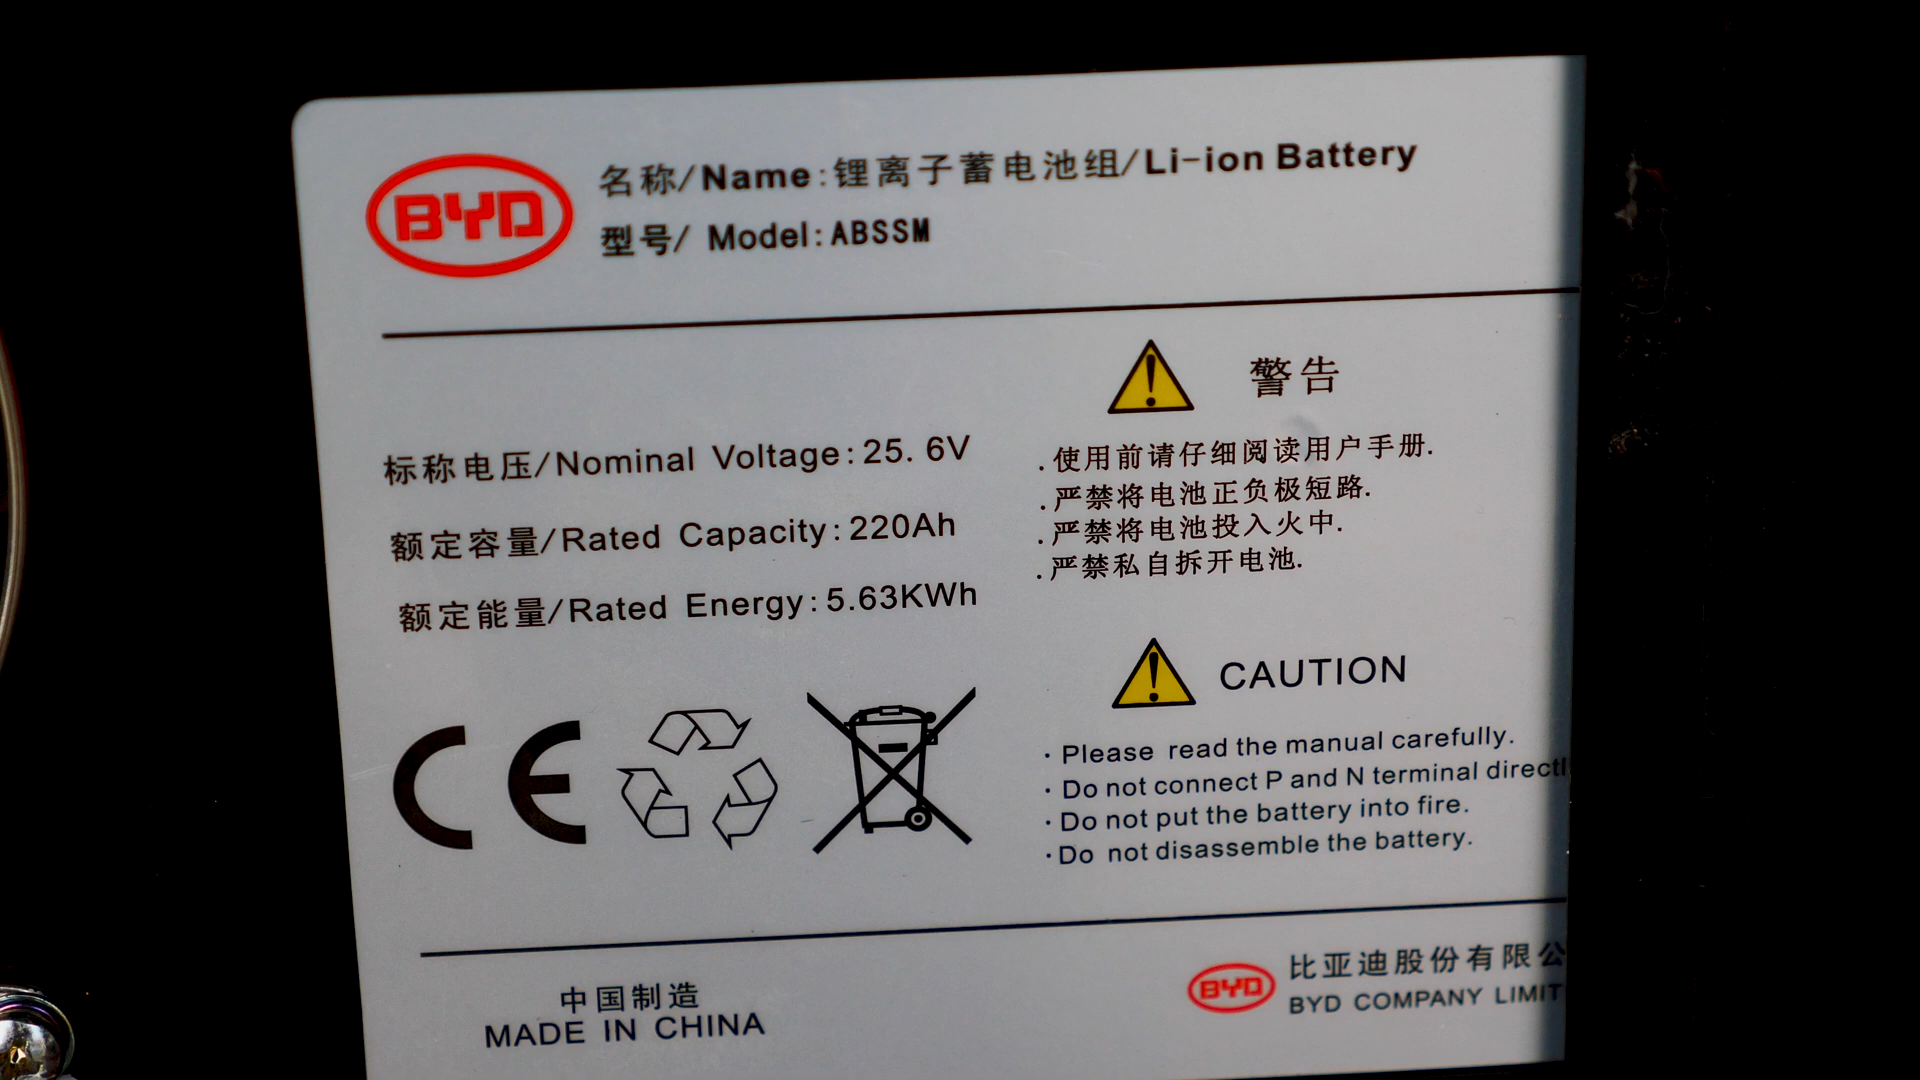 BYD
名称/Name:锂离子蓄电池组/Li-ion Battery
型号/ Model:ABSSM
标称电压/Nominal Voltage:25. 6V
额定容量/Rated Capacity:220Ah
额定能量/Rated Energy:5.63KWh
CE
警告
.使用前请仔细阅读用户手册.
.严禁将电池正负极短路.
.严禁将电池投入火中.
.严禁私自拆开电池.
CAUTION
· Please read the manual carefully.
· Do not connect P and N terminal directl
· Do not put the battery into fire.
· Do not disassemble the battery.
中国制造
MADE IN CHINA
BYD
比亚迪股份有限公
BYD COMPANY LIMIT